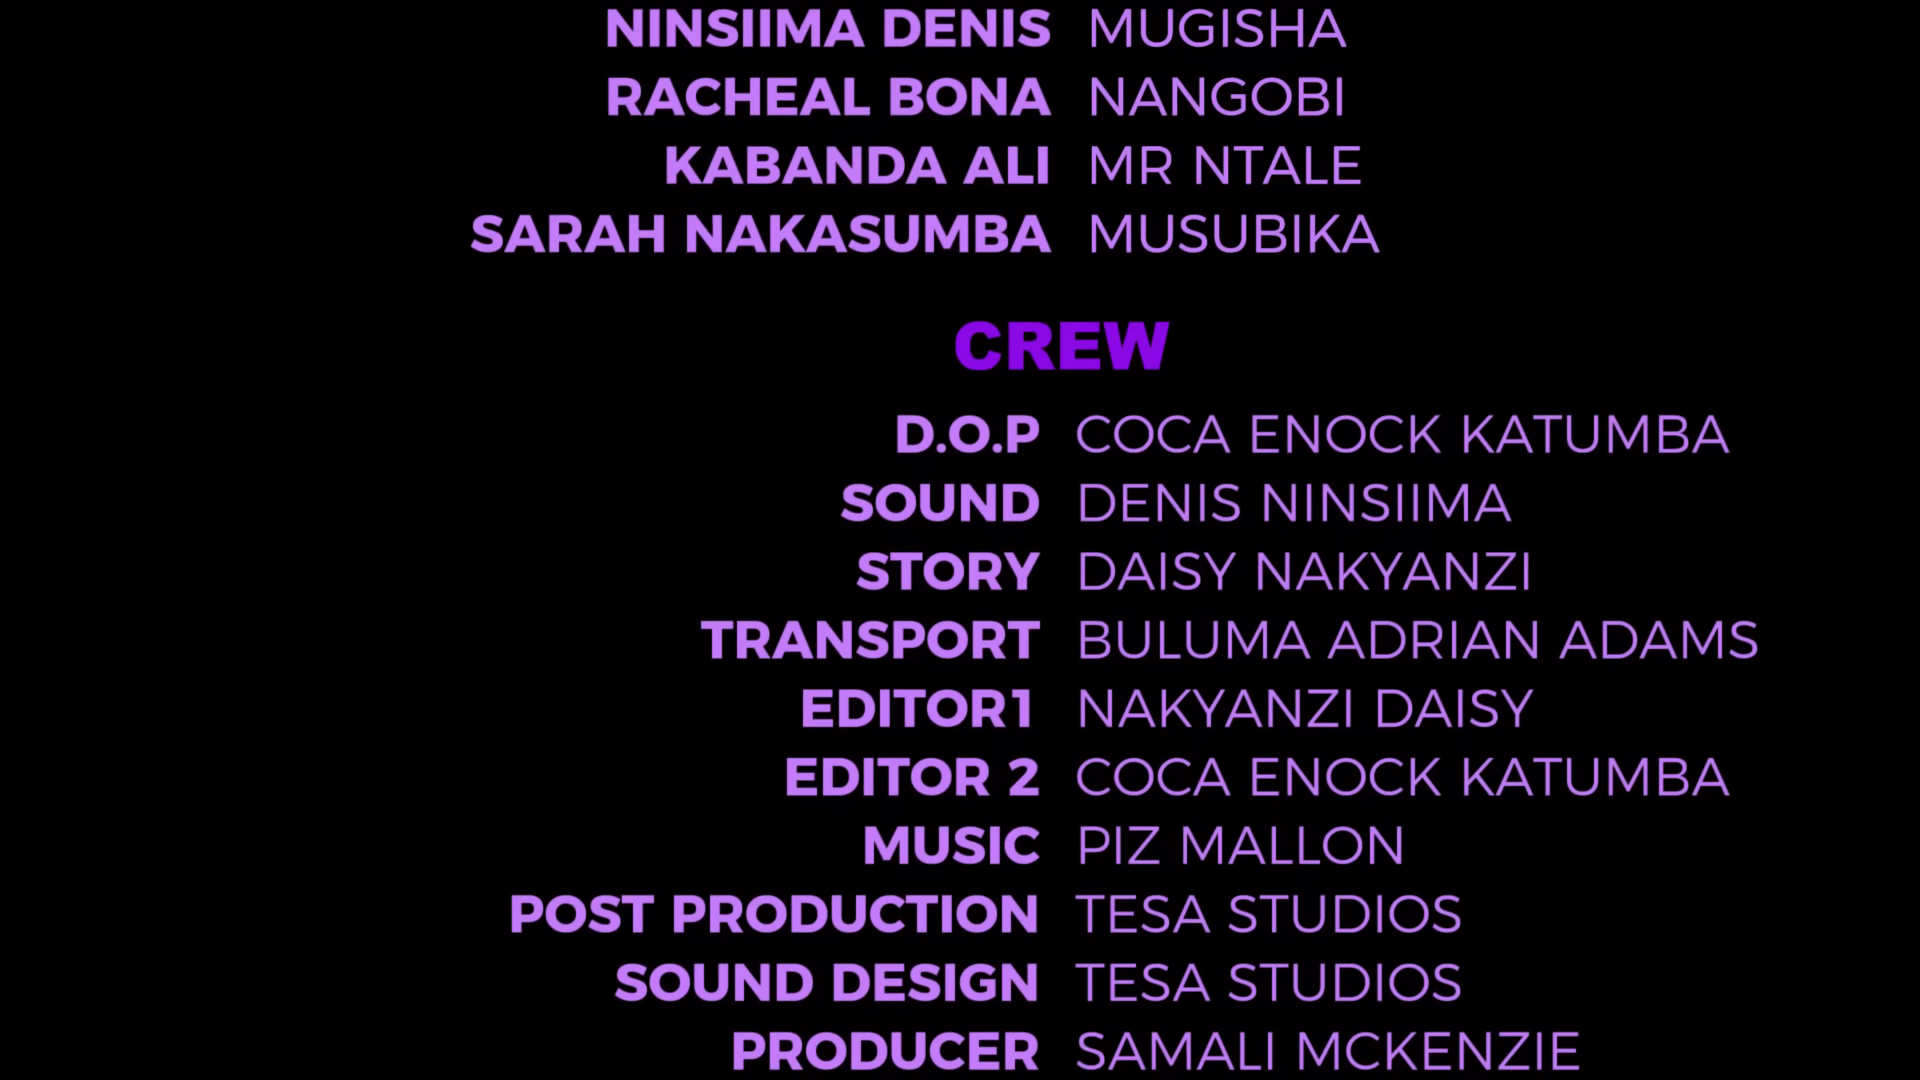 NINSIIMA DENIS MUGISHA
RACHEAL BONA NANGOBI
KABANDA ALI MR NTALE
SARAH NAKASUMBA MUSUBIKA
CREW
D.O.P COCA ENOCK KATUMBA
SOUND DENIS NINSIIMA
STORY DAISY NAKYANZI
TRANSPORT BULUMA ADRIAN ADAMS
EDITOR1 NAKYANZI DAISY
EDITOR 2 COCA ENOCK KATUMBA
MUSIC PIZ MALLON
POST PRODUCTION TESA STUDIOS
SOUND DESIGN TESA STUDIOS
PRODUCER SAMALI MCKENZIE